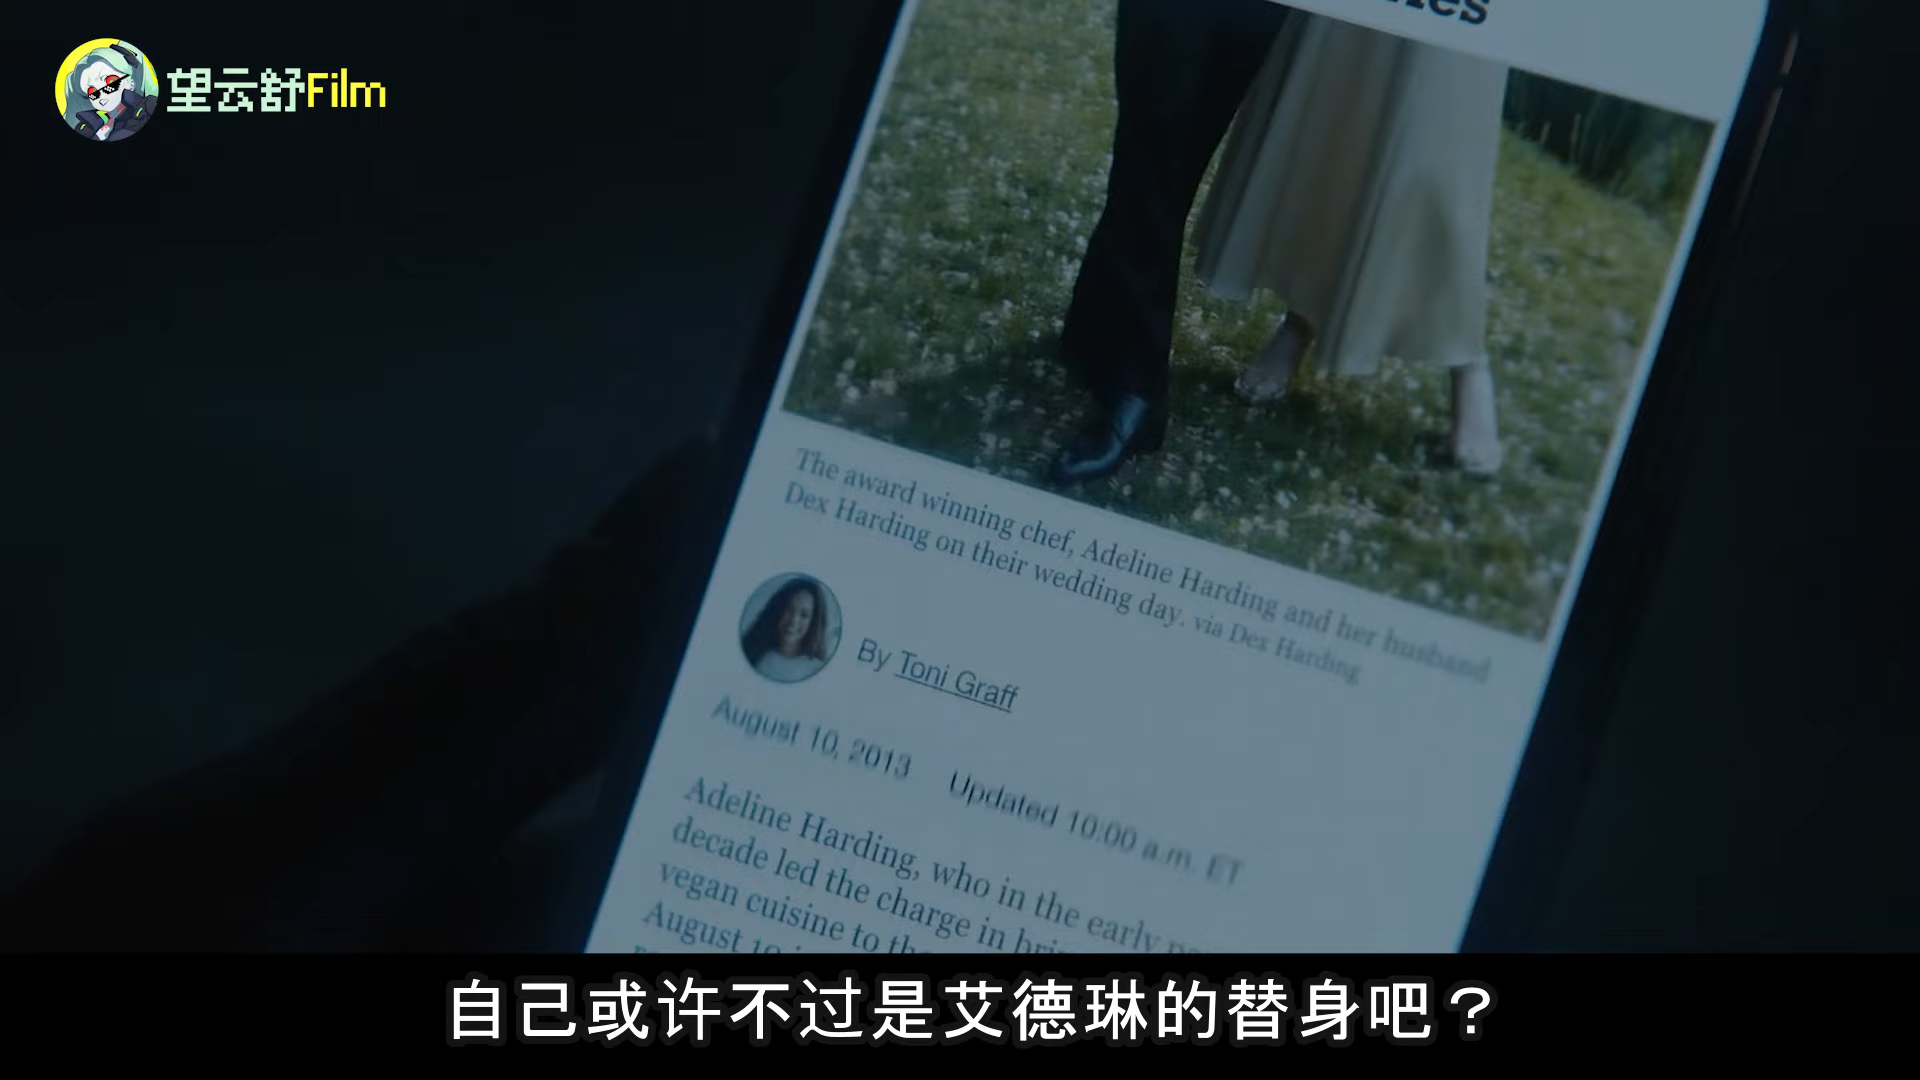 望云舒Film
The award winning chef, Adeline Harding and her husband
Dex Harding on their wedding day. via Dex Harding
By Toni Graff
August 10, 2013 Updated 10:00 a.m. ET
Adeline Harding, who in the early
decade led the charge in
vegan cuisine to
August
自己或许不过是艾德琳的替身吧？